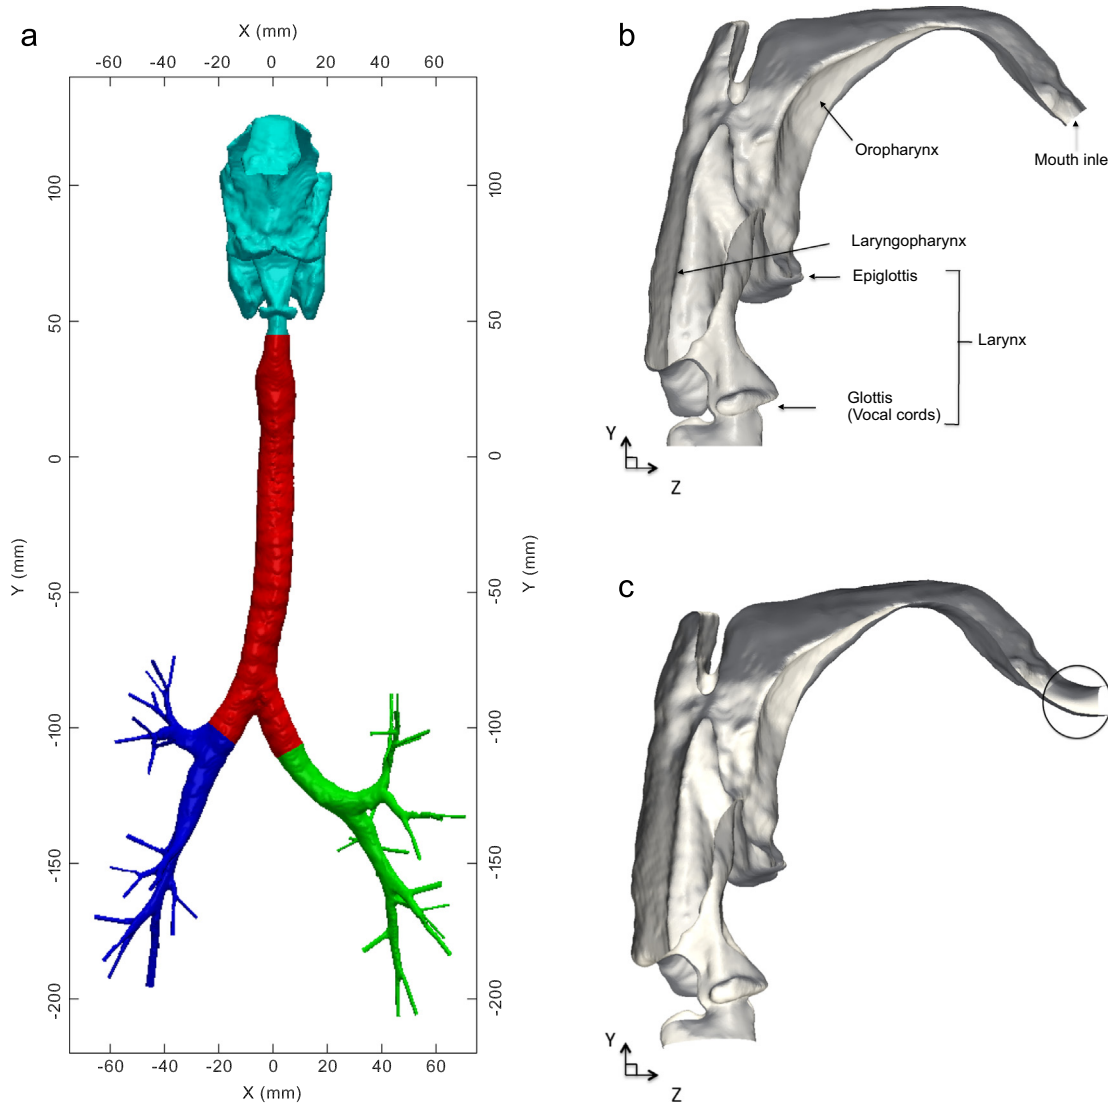 a
X (mm)
-60 -40 -20 0 20 40 60
100 100
50 50
0 0
Y (mm) Y (mm)
-50 -50
-100 -100
-150 -150
-200 -200
-60 -40 -20 0 20 40 60
X (mm)
b
Oropharynx
Mouth inle
Laryngopharynx
Epiglottis
Larynx
Glottis
(Vocal cords)
Y
Z
c
Y
Z